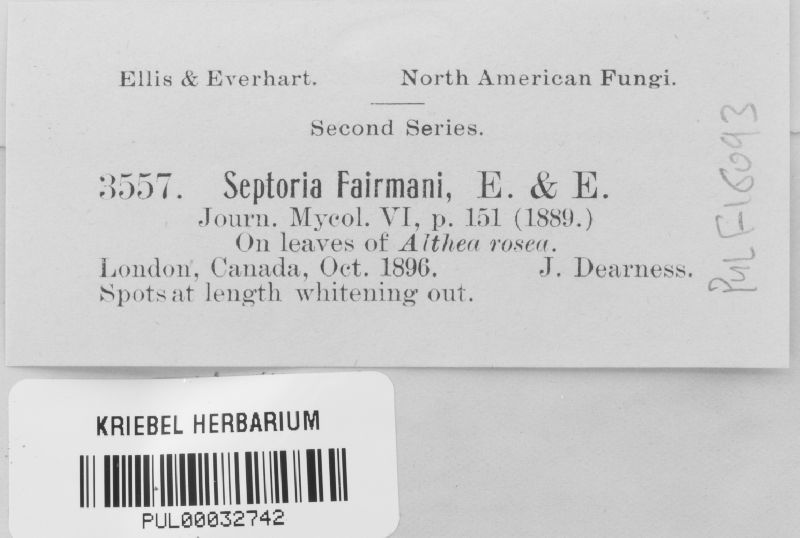 Ellis & Everhart. North American Fungi.
Second Series.
3557. Septoria Fairmani, E. & E.
Journ. Mycol. VI, p. 151 (1889.)
On leaves of Althea rosea.
London, Canada, Oct. 1896. J. Dearness.
Spots at length whitening out.
PUL F16093
KRIEBEL HERBARIUM
PUL00032742